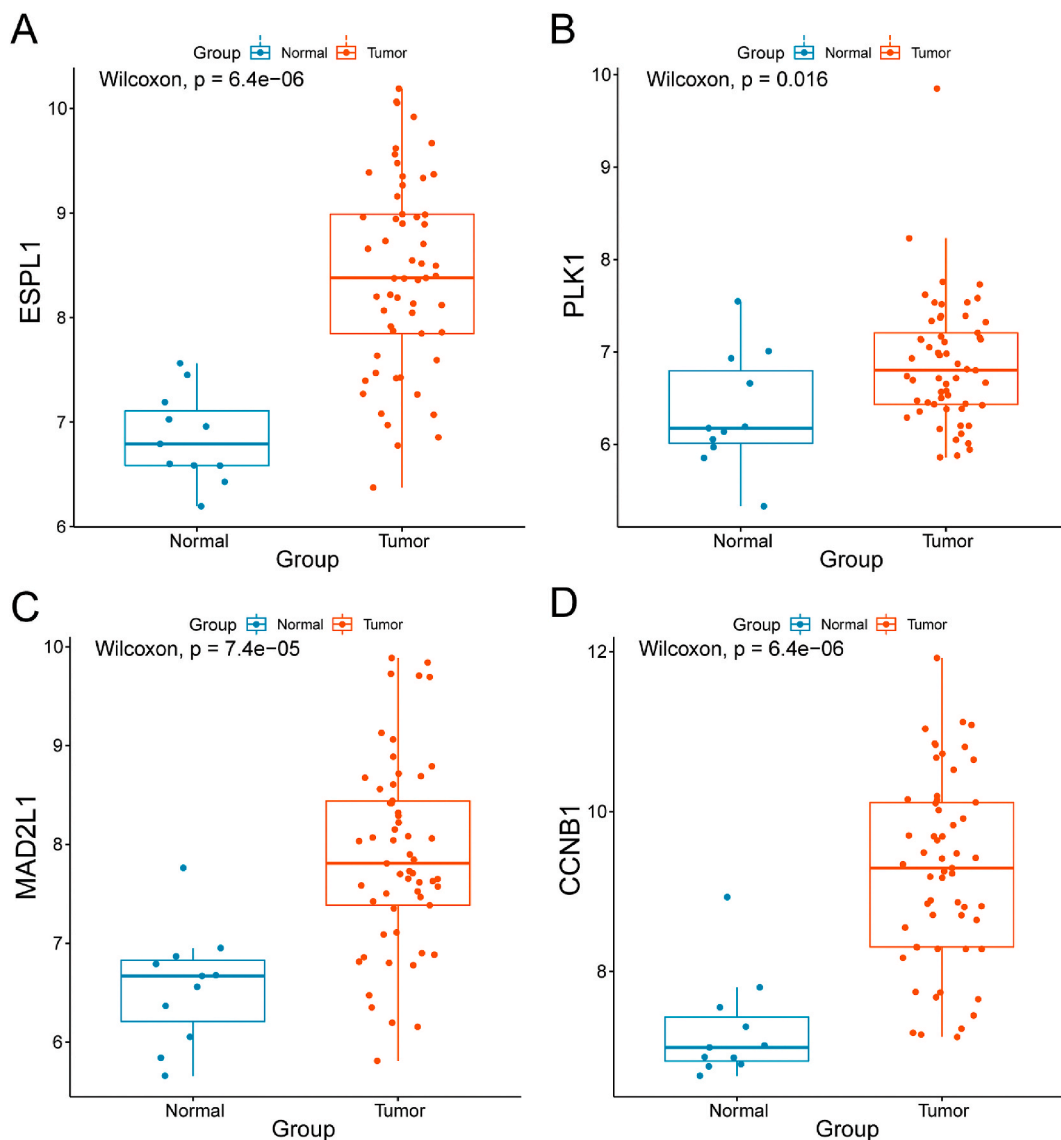 A
Group Normal Tumor
Wilcoxon, p = 6.4e−06
10
9
8
7
6
ESPL1
Normal Tumor
Group
B
Group Normal Tumor
Wilcoxon, p = 0.016
10
9
8
7
6
PLK1
Normal Tumor
Group
C
Group Normal Tumor
Wilcoxon, p = 7.4e−05
10
9
8
7
6
MAD2L1
Normal Tumor
Group
D
Group Normal Tumor
Wilcoxon, p = 6.4e−06
12
10
8
CCNB1
Normal Tumor
Group